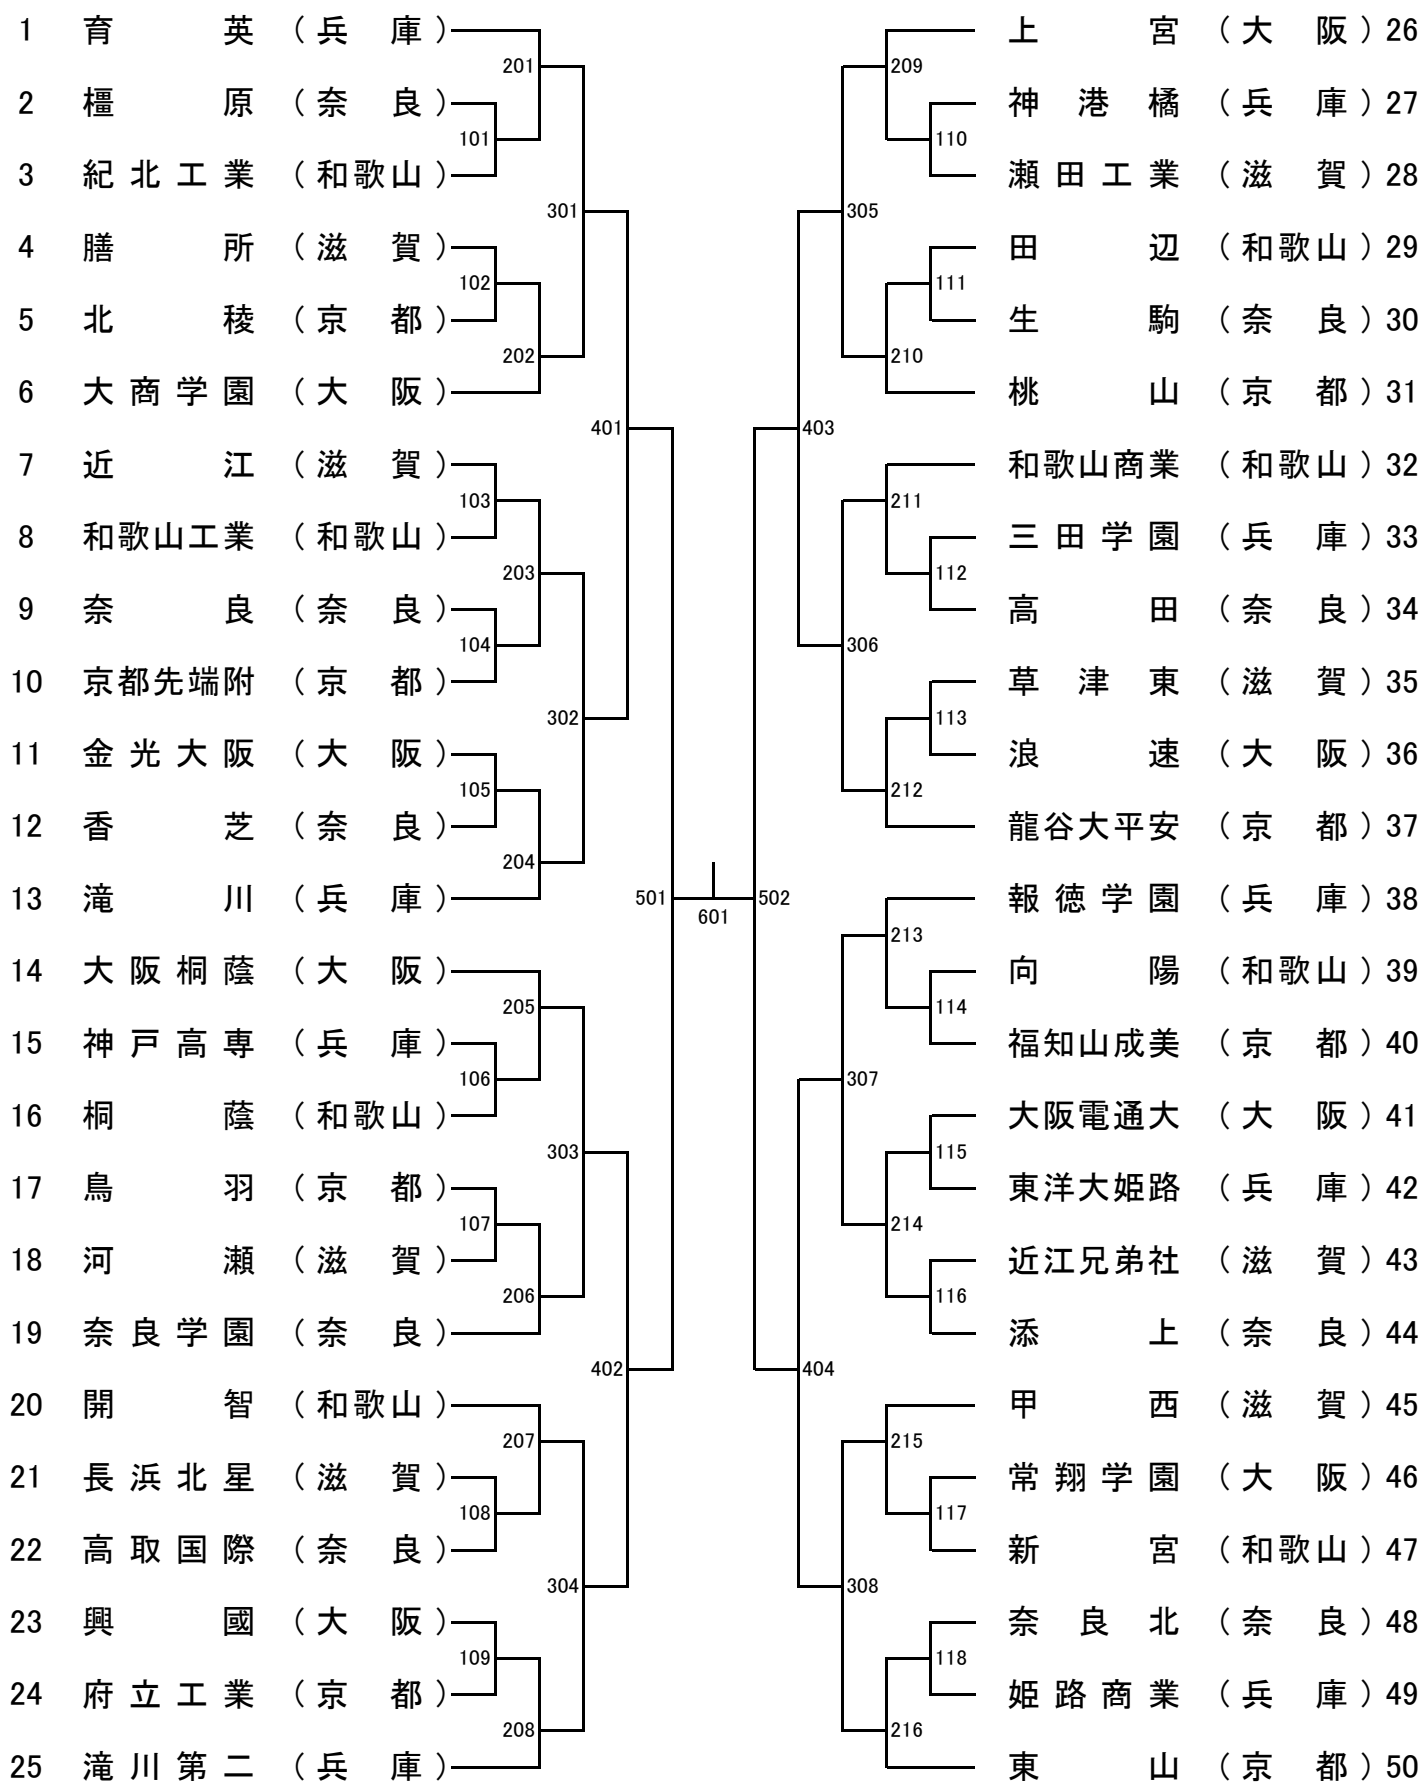 1 育英 (兵庫)
2 橿原 (奈良)
3 紀北工業 (和歌山)
4 膳所 (滋賀)
5 北稜 (京都)
6 大商学園 (大阪)
7 近江 (滋賀)
8 和歌山工業 (和歌山)
9 奈良 (奈良)
10 京都先端附 (京都)
11 金光大阪 (大阪)
12 香芝 (奈良)
13 滝川 (兵庫)
14 大阪桐蔭 (大阪)
15 神戸高専 (兵庫)
16 桐蔭 (和歌山)
17 鳥羽 (京都)
18 河瀬 (滋賀)
19 奈良学園 (奈良)
20 開智 (和歌山)
21 長浜北星 (滋賀)
22 高取国際 (奈良)
23 興國 (大阪)
24 府立工業 (京都)
25 滝川第二 (兵庫)
101
102
103
104
105
106
107
108
109
201
202
203
204
205
206
207
208
301
302
303
304
401
402
501
601
502
403
404
305
306
307
308
209
210
211
212
213
214
215
216
110
111
112
113
114
115
116
117
118
上宮 (大阪) 26
神港橘 (兵庫) 27
瀬田工業 (滋賀) 28
田辺 (和歌山) 29
生駒 (奈良) 30
桃山 (京都) 31
和歌山商業 (和歌山) 32
三田学園 (兵庫) 33
高田 (奈良) 34
草津東 (滋賀) 35
浪速 (大阪) 36
龍谷大平安 (京都) 37
報徳学園 (兵庫) 38
向陽 (和歌山) 39
福知山成美 (京都) 40
大阪電通大 (大阪) 41
東洋大姫路 (兵庫) 42
近江兄弟社 (滋賀) 43
添上 (奈良) 44
甲西 (滋賀) 45
常翔学園 (大阪) 46
新宮 (和歌山) 47
奈良北 (奈良) 48
姫路商業 (兵庫) 49
東山 (京都) 50